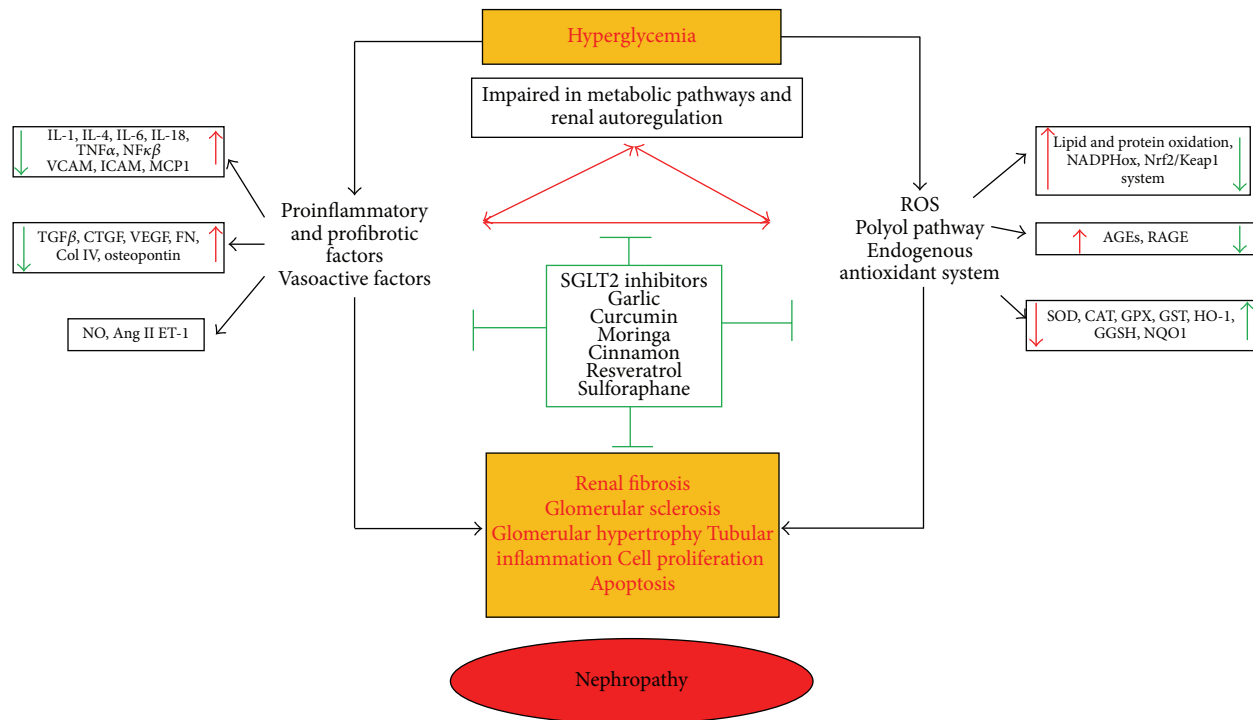 Hyperglycemia
Impaired in metabolic pathways and
renal autoregulation
IL-1, IL-4, IL-6, IL-18,
TNFα, NFκβ
VCAM, ICAM, MCP1
TGFβ, CTGF, VEGF, FN,
Col IV, osteopontin
NO, Ang II ET-1
Proinflammatory
and profibrotic
factors
Vasoactive factors
SGLT2 inhibitors
Garlic
Curcumin
Moringa
Cinnamon
Resveratrol
Sulforaphane
ROS
Polyol pathway
Endogenous
antioxidant system
Lipid and protein oxidation,
NADPHox, Nrf2/Keap1
system
AGEs, RAGE
SOD, CAT, GPX, GST, HO-1,
GGSH, NQO1
Renal fibrosis
Glomerular sclerosis
Glomerular hypertrophy Tubular
inflammation Cell proliferation
Apoptosis
Nephropathy